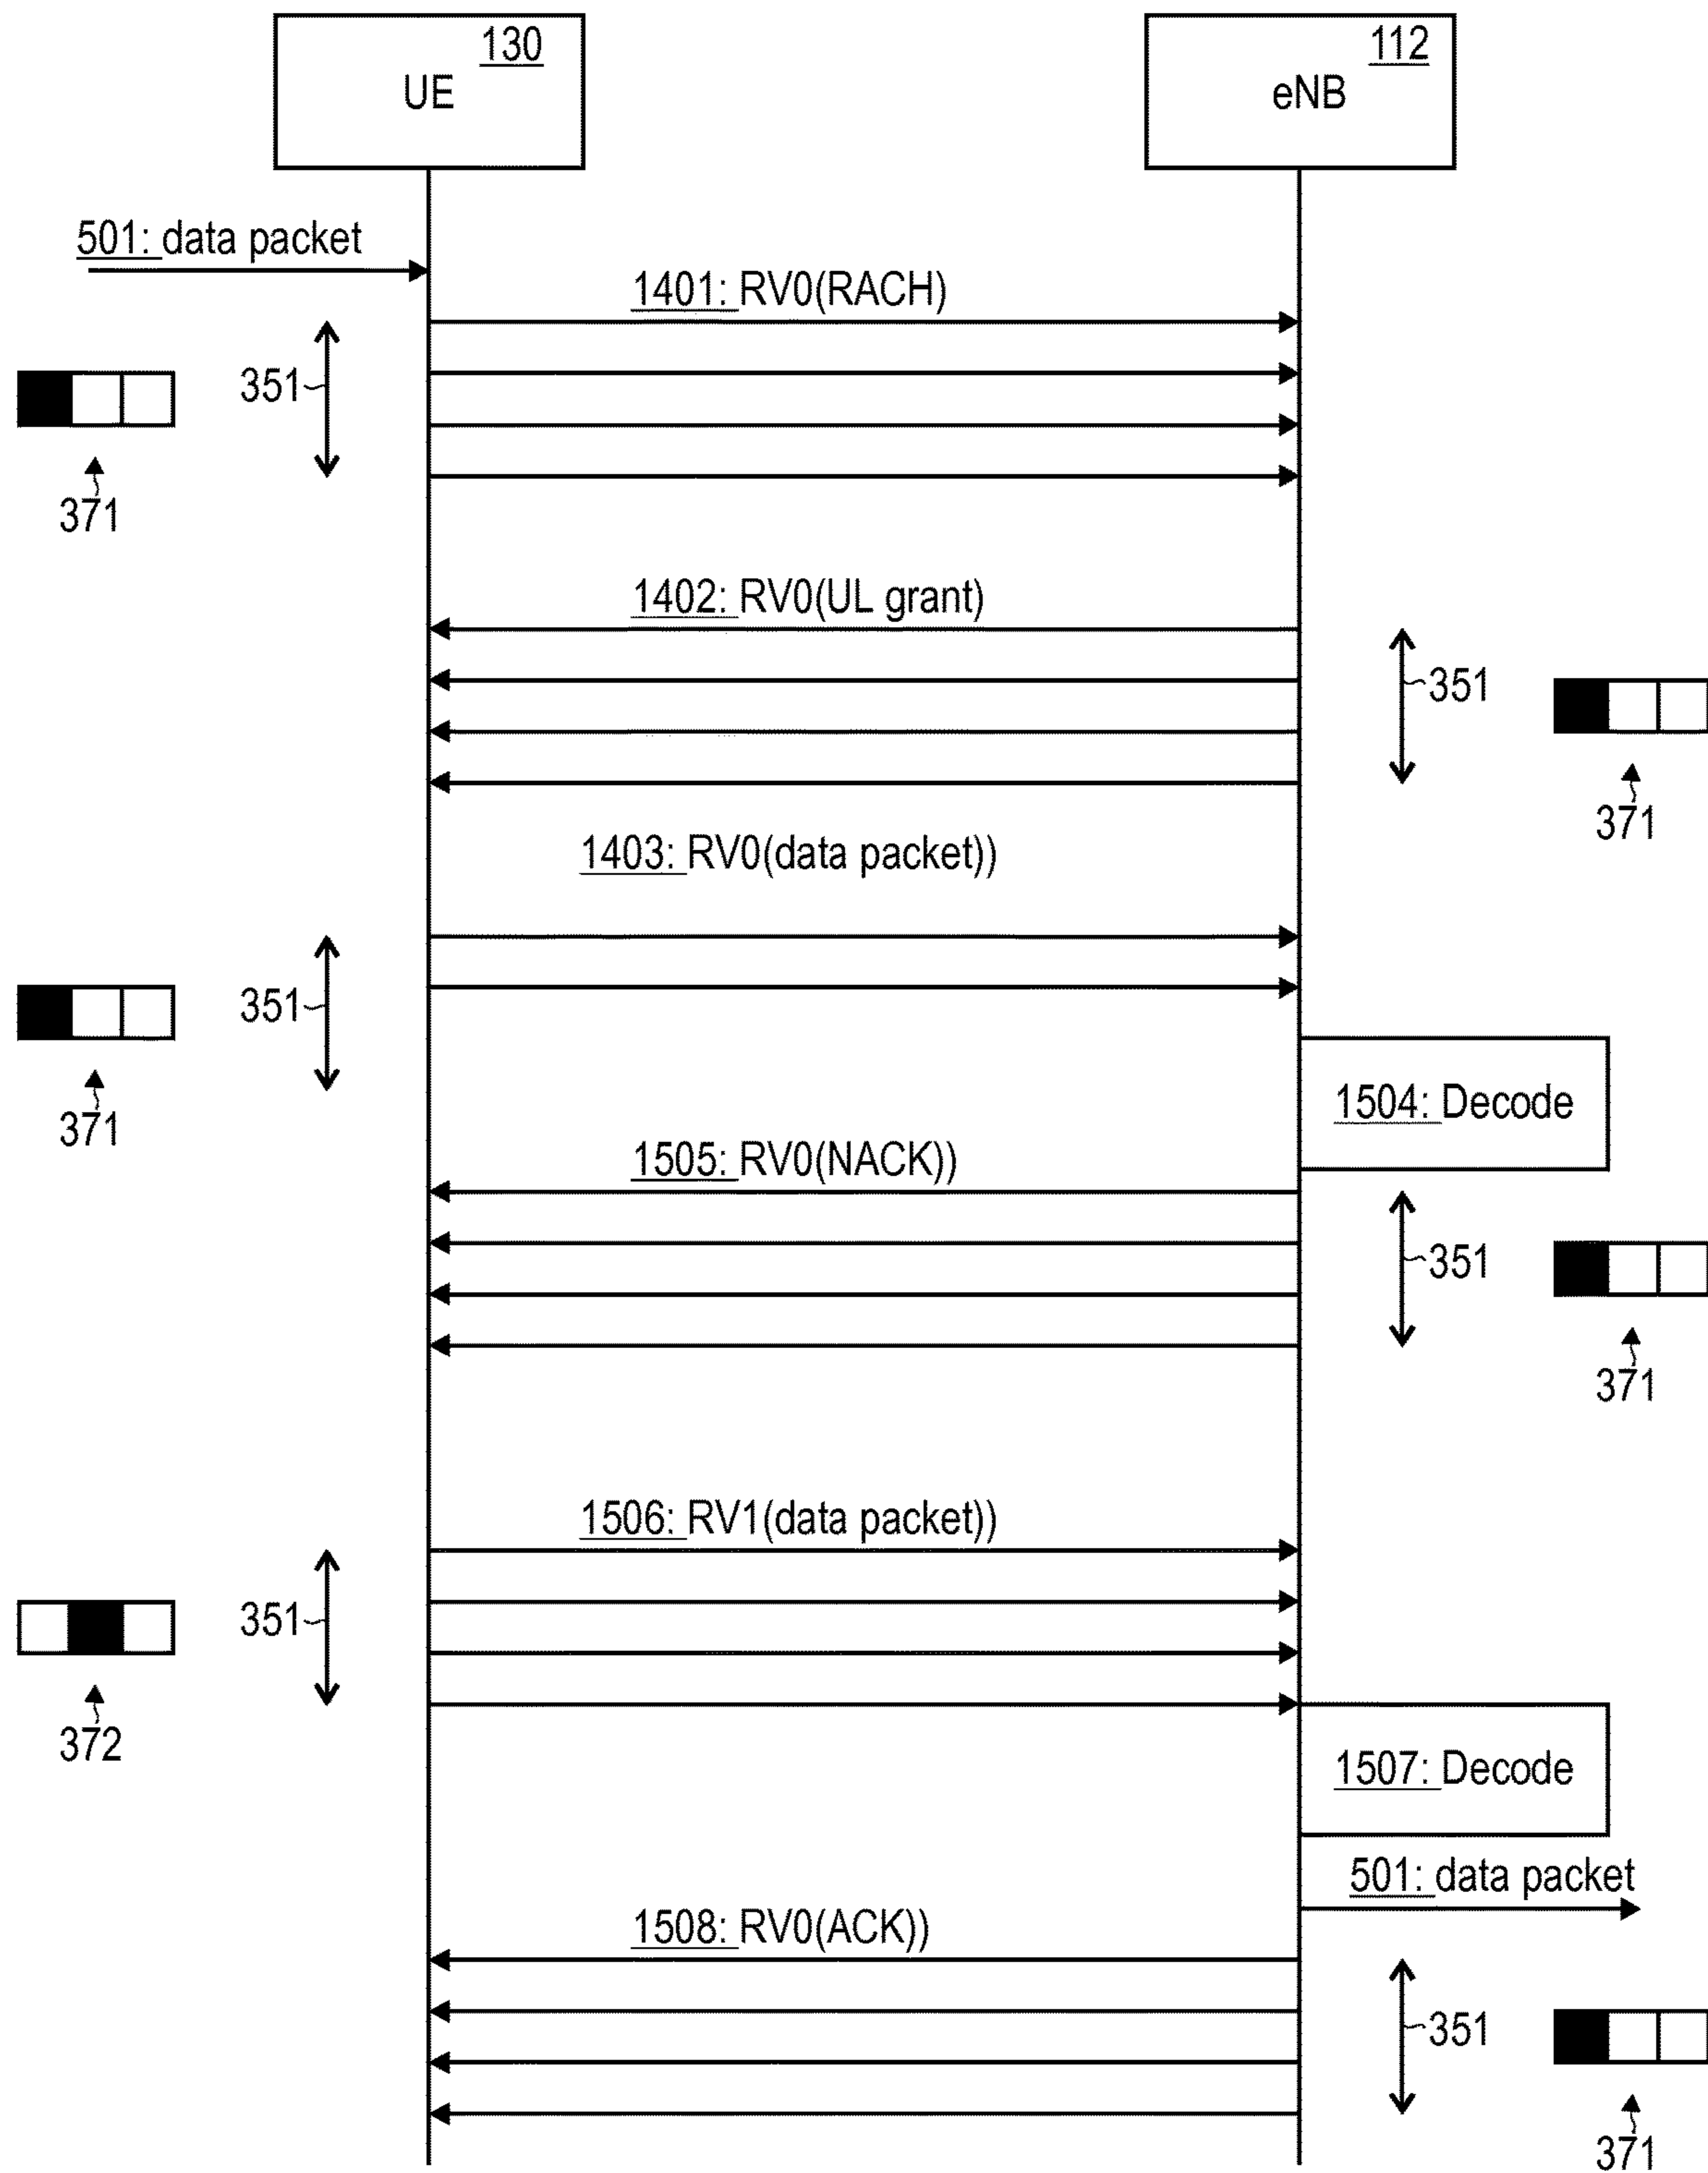 130
UE
112
eNB
501: data packet
1401: RV0(RACH)
351
371
1402: RV0(UL grant)
351
371
1403: RV0(data packet))
351
371
1504: Decode
1505: RV0(NACK))
351
371
1506: RV1(data packet))
351
372
1507: Decode
501: data packet
1508: RV0(ACK))
351
371